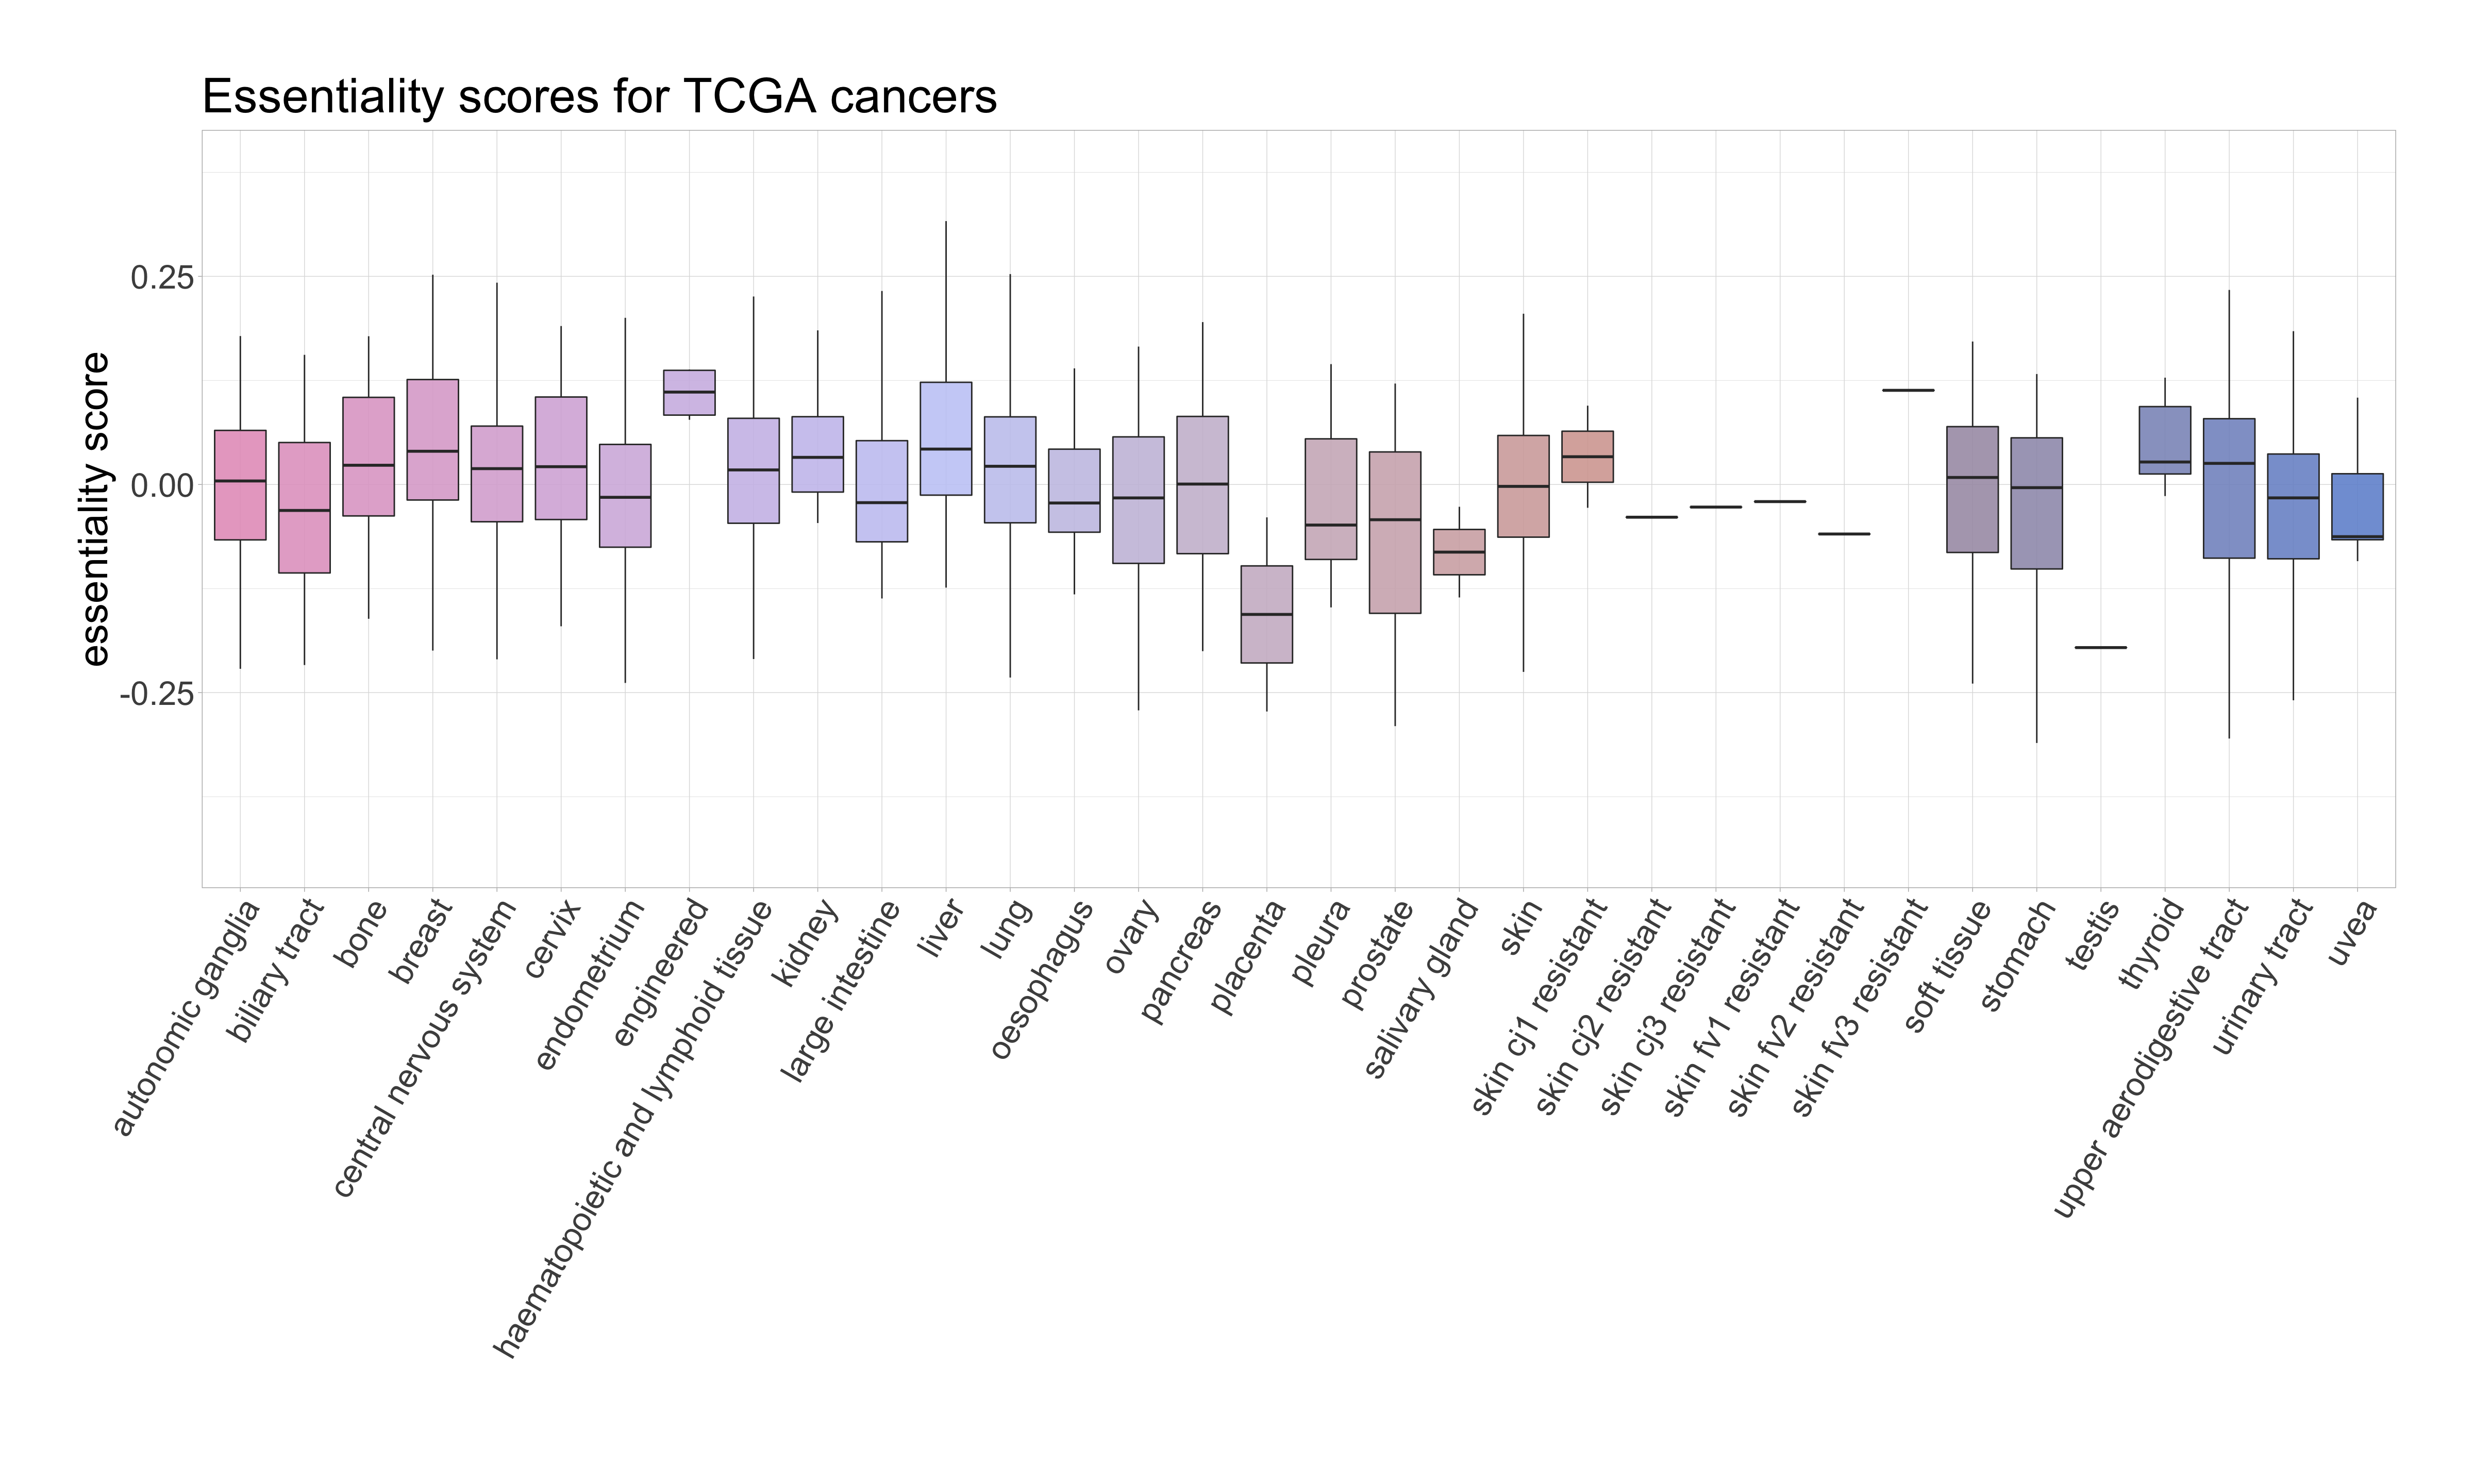 Essentiality scores for TCGA cancers
essentiality score
0.25
0.00
-0.25
autonomic ganglia
biliary tract
bone
breast
central nervous system
cervix
endometrium
engineered
haematopoietic and lymphoid tissue
kidney
large intestine
liver
lung
oesophagus
ovary
pancreas
placenta
pleura
prostate
salivary gland
skin
skin cj1 resistant
skin cj2 resistant
skin cj3 resistant
skin fv1 resistant
skin fv2 resistant
skin fv3 resistant
soft tissue
stomach
testis
thyroid
upper aerodigestive tract
urinary tract
uvea